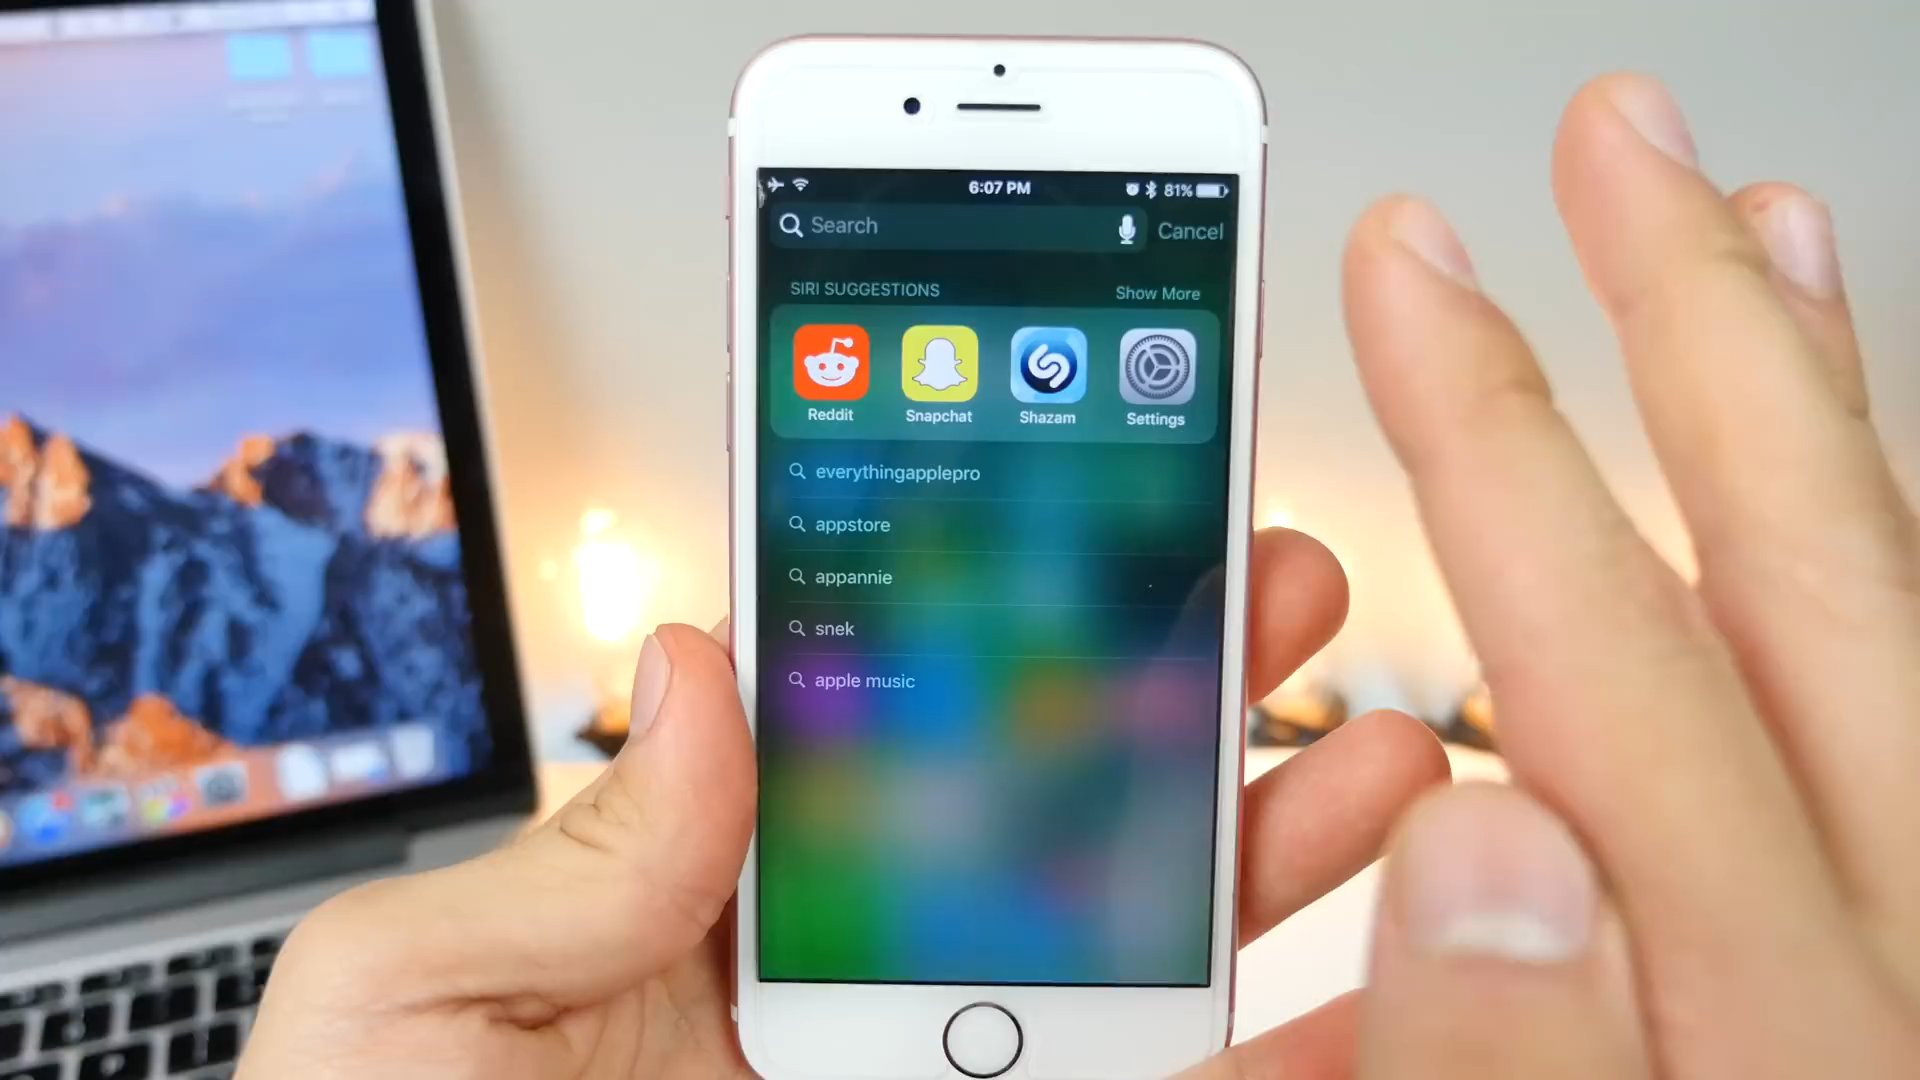 6:07 PM 81%
Search Cancel
SIRI SUGGESTIONS Show More
Reddit Snapchat Shazam Settings
everythingapplepro
appstore
appannie
snek
apple music